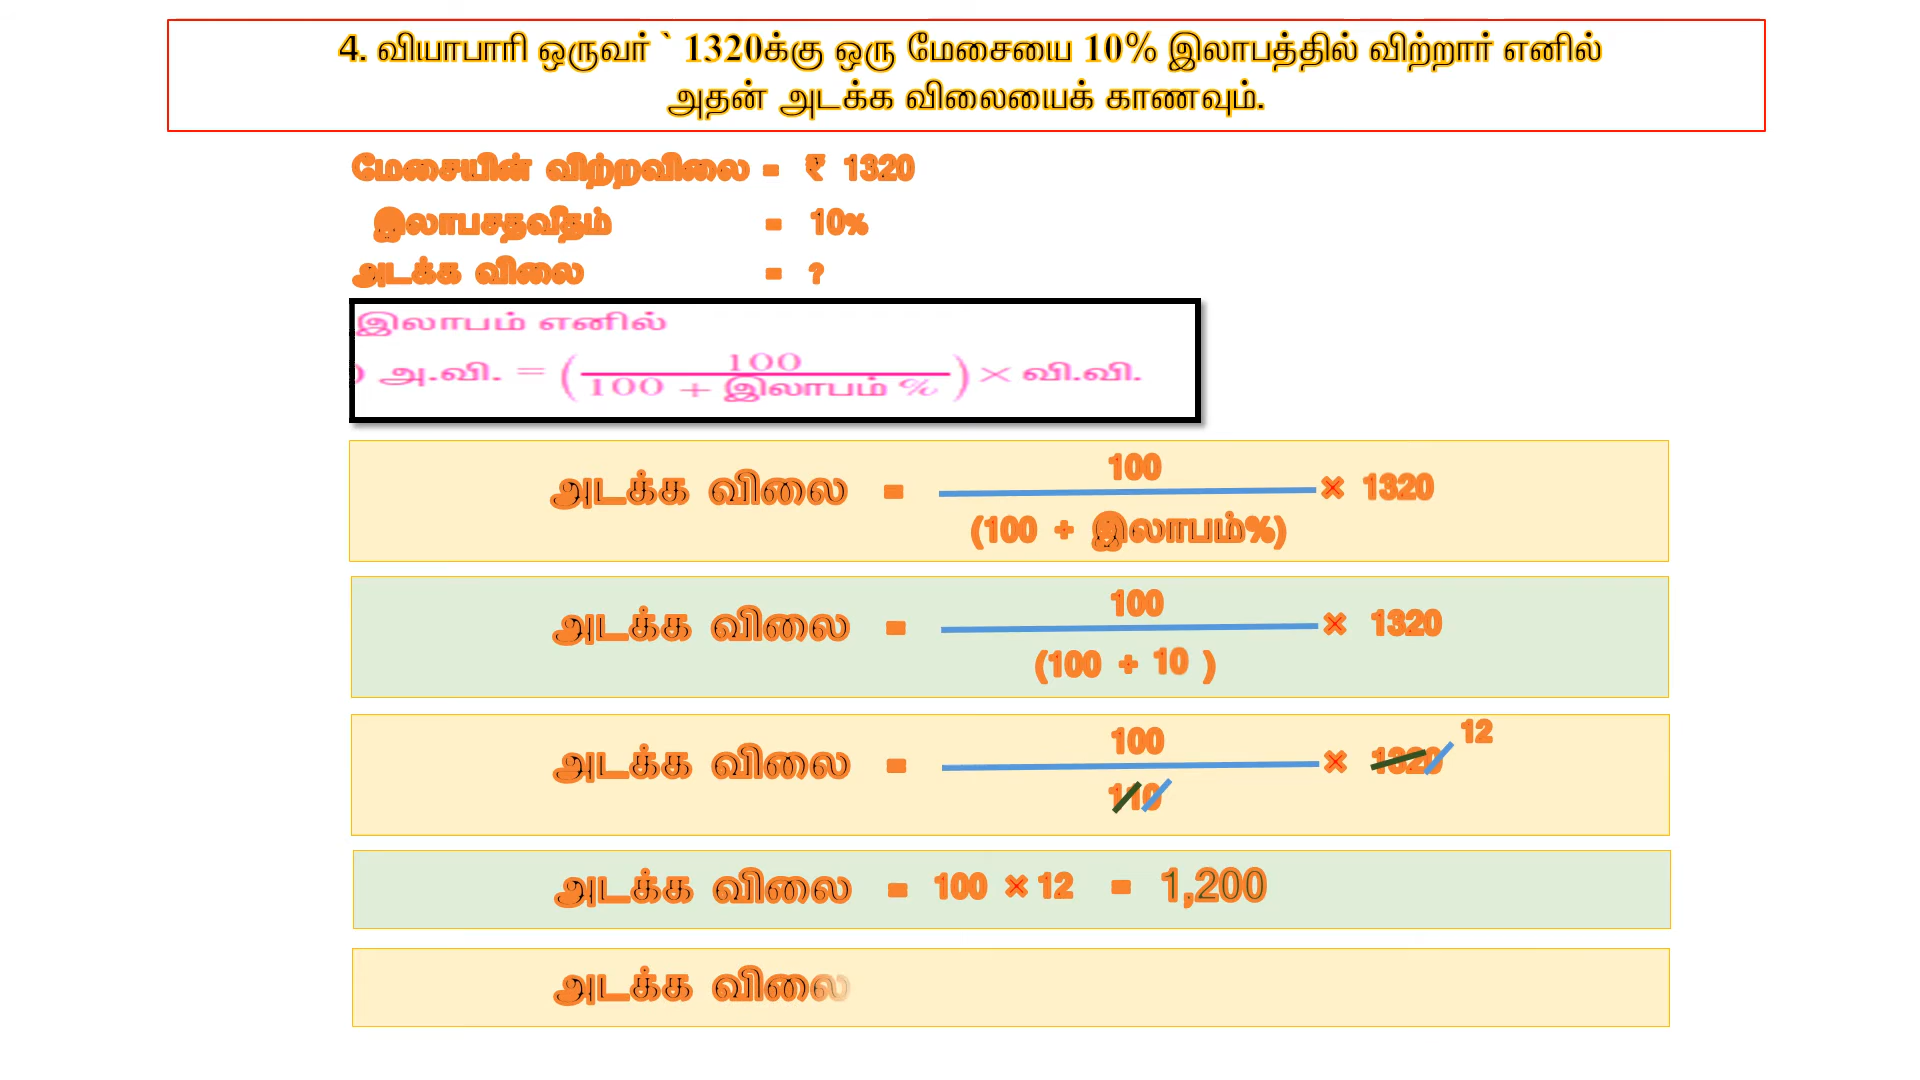 4. வியாபாரி ஒருவர் ` 1320க்கு ஒரு மேசையை 10% இலாபத்தில் விற்றார் எனில்
அதன் அடக்க விலையைக் காணவும்.
மேசையின் விற்றவிலை = ₹ 1320
இலாபசதவீதம் = 10%
அடக்க விலை = ?
இலாபம் எனில்
) அ.வி. = (100 / 100 + இலாபம் %) × வி.வி.
100
அடக்க விலை = × 1320
(100 + இலாபம்%)
100
அடக்க விலை = × 1320
(100 + 10 )
100 12
அடக்க விலை = × 1320
110
அடக்க விலை = 100 × 12 = 1,200
அடக்க விலை